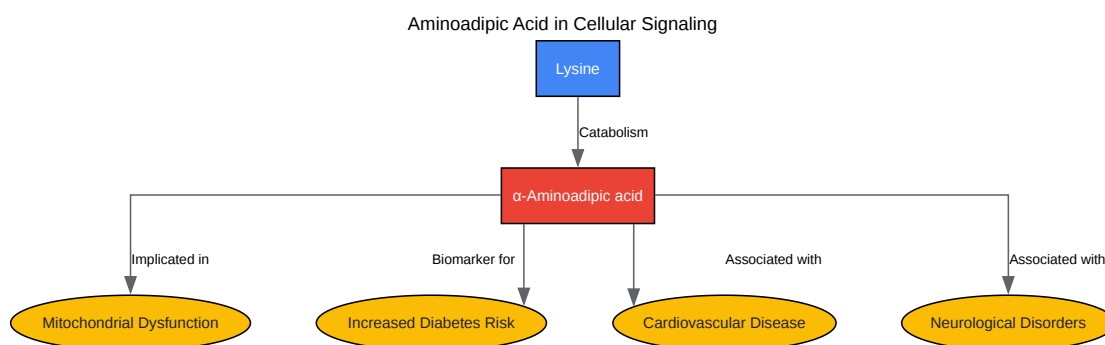 Aminoadipic Acid in Cellular Signaling
Lysine
Catabolism
α-Aminoadipic acid
Implicated in
Biomarker for
Associated with
Associated with
Mitochondrial Dysfunction
Increased Diabetes Risk
Cardiovascular Disease
Neurological Disorders